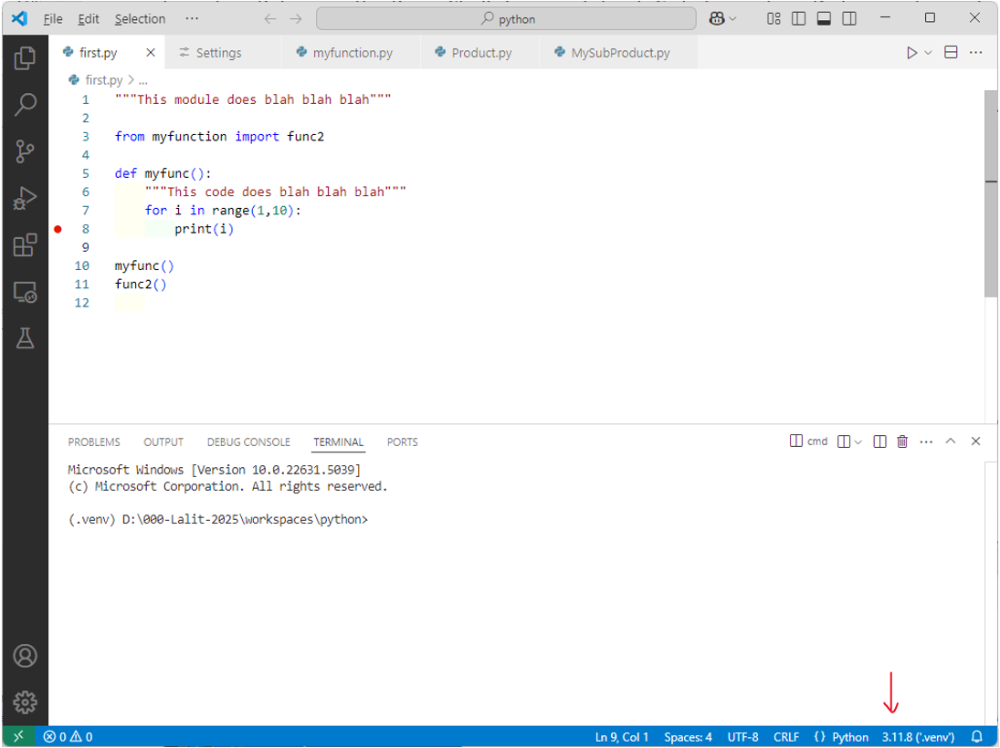 File Edit Selection ··· python
first.py Settings myfunction.py Product.py MySubProduct.py
first.py > ...
1 """This module does blah blah blah"""
2
3 from myfunction import func2
4
5 def myfunc():
6 """This code does blah blah blah"""
7 for i in range(1,10):
8 print(i)
9
10 myfunc()
11 func2()
12
PROBLEMS OUTPUT DEBUG CONSOLE TERMINAL PORTS cmd
Microsoft Windows [Version 10.0.22631.5039]
(c) Microsoft Corporation. All rights reserved.
(.venv) D:\000-Lalit-2025\workspaces\python>
0 0 Ln 9, Col 1 Spaces: 4 UTF-8 CRLF {} Python 3.11.8 ('.venv')